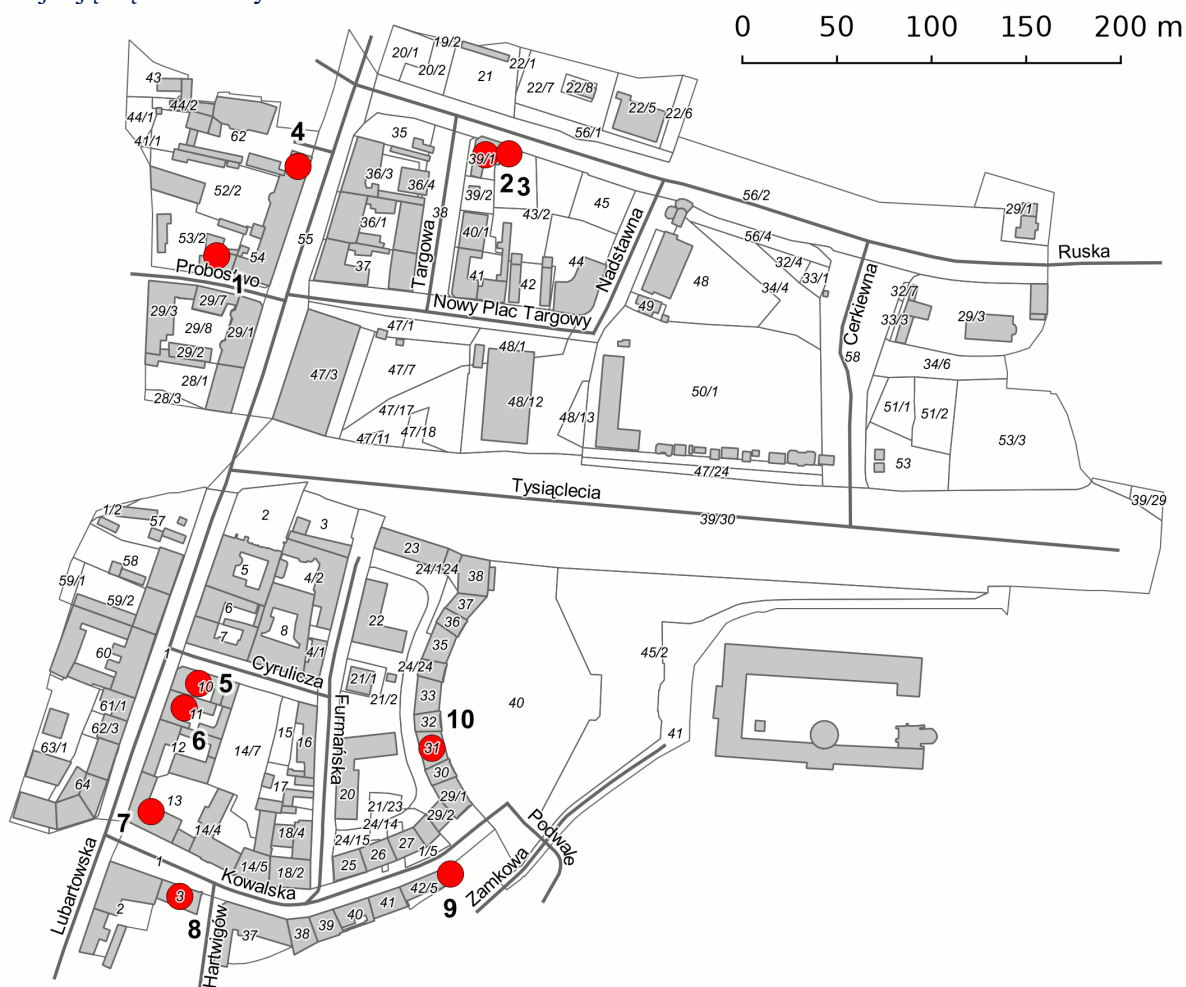 0 50 100 150 200 m
20/1 19/2
20/2 21 22/1
43 22/7 22/8
44/2 22/5 22/6
44/1 62 4 35 56/1
41/1
39/1
36/3 36/4 2 3
52/2 39/2 45 56/2
38 43/2
36/1 29/1
53/2 54 55 40/1 56/4
Targowa Nadstawna Ruska
Probostwo 37 41 42 44 32/4
1 48 34/4 33/1
29/7 Cerkiewna 32/7
29/3 Nowy Plac Targowy 49 33/3 29/3
29/8 29/1 47/1
29/2 48/1 58
28/1 47/3 47/7 34/6
28/3 48/12 50/1
47/17 48/13 51/1 51/2
47/11 47/18 53/3
53
47/24
Tysiąclecia
39/30 39/29
1/2 57 2 3
23
58 5 24/124
59/1 4/2 38
59/2 6 37
7 8 22 36
60 1 4/1 35
Cyrulicza 24/24 45/2
10 5 21/1
21/2 33 40
61/1 11
62/3 6 15 32 10
63/1 12 14/7 16 Furmańska 31 41
30
64 17 20 29/1
7 13 21/23 29/2
14/4 18/4 24/14 Podwale
24/15 27 1/5
1 14/5 18/2 25 26
Lubartowska Kowalska 42/5 9 Zamkowa
3 8 41
2 Hartwigów 37 38 39 40